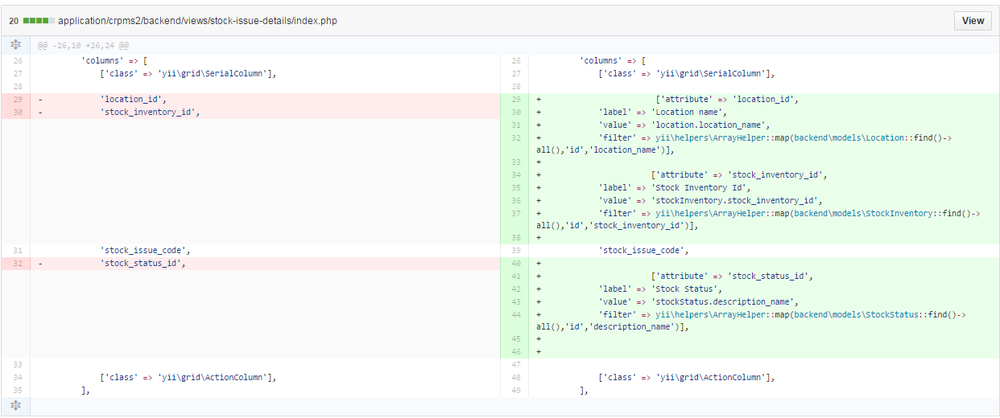 20 application/crpms2/backend/views/stock-issue-details/index.php View
@@ -26,10 +26,24 @@
26 'columns' => [ 26 'columns' => [
27 ['class' => 'yii\grid\SerialColumn'], 27 ['class' => 'yii\grid\SerialColumn'],
28 28
29 - 'location_id', 29 + ['attribute' => 'location_id',
30 - 'stock_inventory_id', 30 + 'label' => 'Location name',
31 + 'value' => 'location.location_name',
32 + 'filter' => yii\helpers\ArrayHelper::map(backend\models\Location::find()->
all(),'id','location_name')],
33 +
34 + ['attribute' => 'stock_inventory_id',
35 + 'label' => 'Stock Inventory Id',
36 + 'value' => 'stockInventory.stock_inventory_id',
37 + 'filter' => yii\helpers\ArrayHelper::map(backend\models\StockInventory::find()->
all(),'id','stock_inventory_id')],
38 +
31 'stock_issue_code', 39 'stock_issue_code',
32 - 'stock_status_id', 40 +
41 + ['attribute' => 'stock_status_id',
42 + 'label' => 'Stock Status',
43 + 'value' => 'stockStatus.description_name',
44 + 'filter' => yii\helpers\ArrayHelper::map(backend\models\StockStatus::find()->
all(),'id','description_name')],
45 +
46 +
33 47
34 ['class' => 'yii\grid\ActionColumn'], 48 ['class' => 'yii\grid\ActionColumn'],
35 ], 49 ],